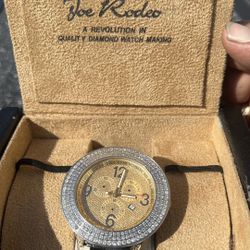 Joe Rodeo
A REVOLUTION IN
QUALITY DIAMOND WATCH MAKING